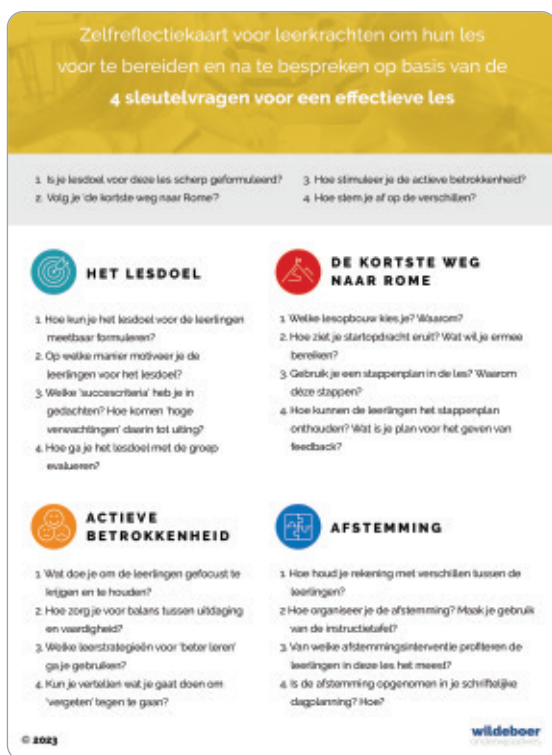 Zelfreflectiekaart voor leerkrachten om hun les
voor te bereiden en na te bespreken op basis van de
4 sleutelvragen voor een effectieve les
1. Is je lesdoel voor deze les scherp geformuleerd?
2. Volg je 'de kortste weg naar Rome'?
3. Hoe stimuleer je de actieve betrokkenheid?
4. Hoe stem je af op de verschillen?
HET LESDOEL
1. Hoe kun je het lesdoel voor de leerlingen
meetbaar formuleren?
2. Op welke manier motiveer je de
leerlingen voor het lesdoel?
3. Welke 'succescriteria' heb je in
gedachten? Hoe komen 'hoge
verwachtingen' daarin tot uiting?
4. Hoe ga je het lesdoel met de groep
evalueren?
DE KORTSTE WEG
NAAR ROME
1. Welke lesopbouw kies je? Waarom?
2. Hoe ziet je startopdracht eruit? Wat wil je ermee
bereiken?
3. Gebruik je een stappenplan in de les? Waarom
déze stappen?
4. Hoe kunnen de leerlingen het stappenplan
onthouden? Wat is je plan voor het geven van
feedback?
ACTIEVE
BETROKKENHEID
1. Wat doe je om de leerlingen gefocust te
krijgen en te houden?
2. Hoe zorg je voor balans tussen uitdaging
en vaardigheid?
3. Welke leerstrategieën voor 'beter leren'
ga je gebruiken?
4. Kun je vertellen wat je gaat doen om
'vergeten' tegen te gaan?
AFSTEMMING
1. Hoe houd je rekening met verschillen tussen de
leerlingen?
2 Hoe organiseer je de afstemming? Maak je gebruik
van de instructietafel?
3. Van welke afstemmingsinterventie profiteren de
leerlingen in deze les het meest?
4. Is de afstemming opgenomen in je schriftelijke
dagplanning? Hoe?
© 2023
wildeboer